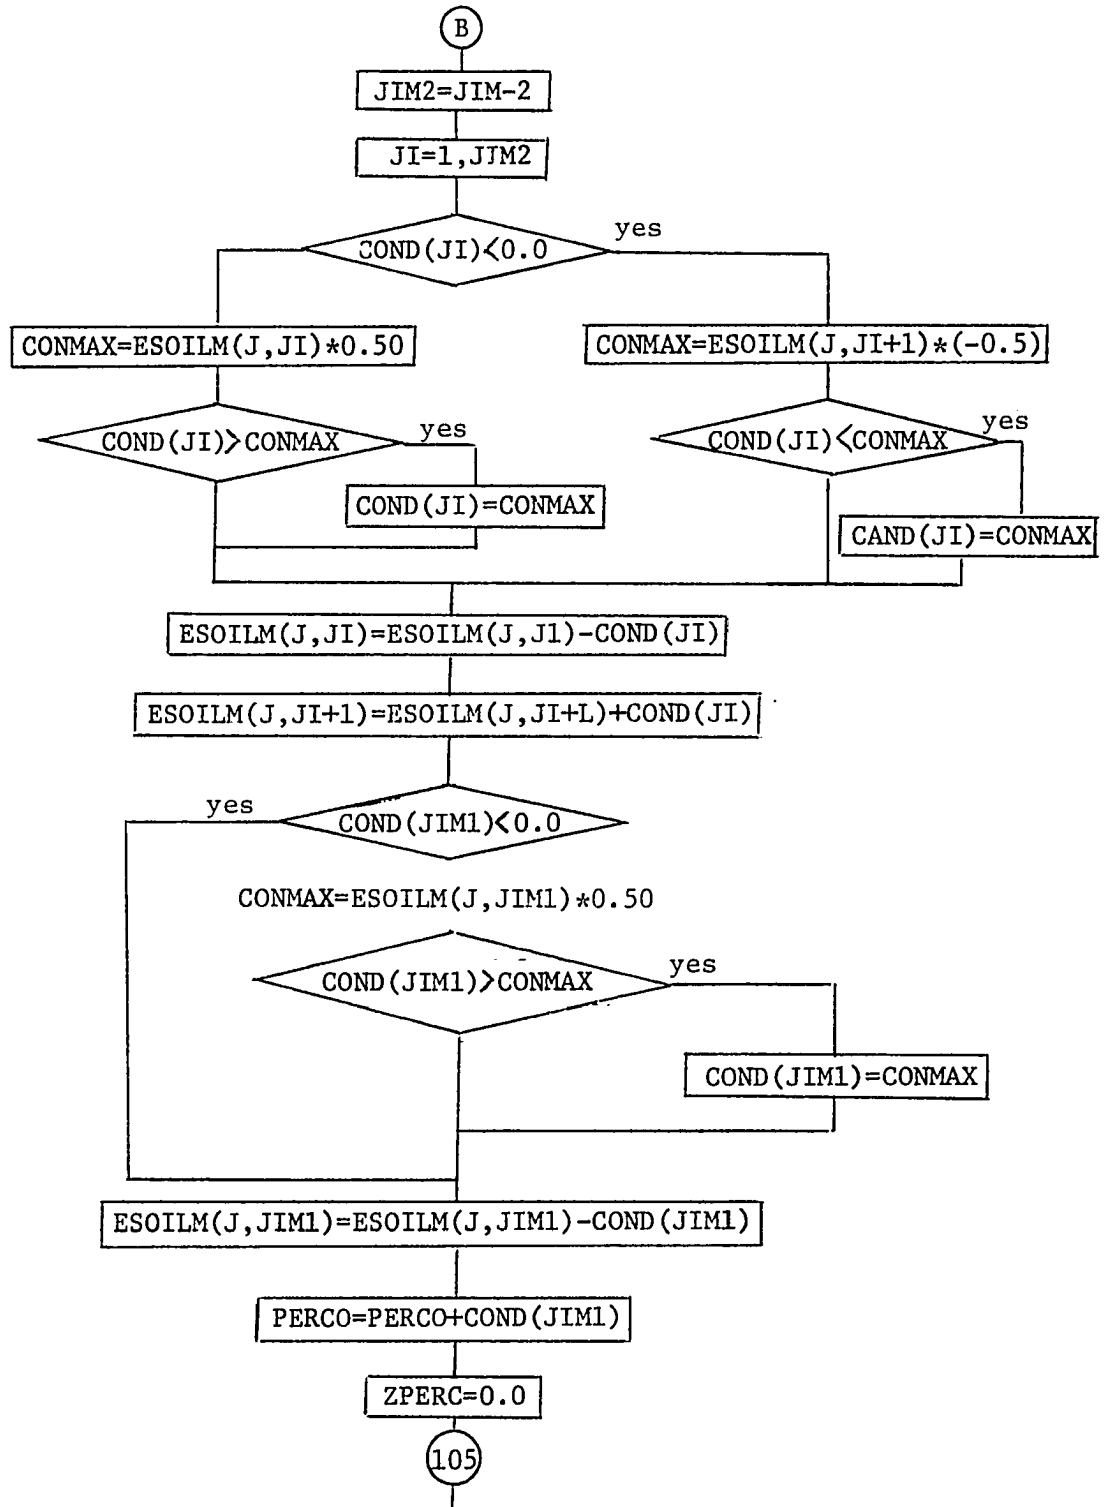 B
JIM2=JIM-2
JI=1,JIM2
COND(JI)<0.0
yes
CONMAX=ESOILM(J,JI)*0.50
CONMAX=ESOILM(J,JI+1)*(-0.5)
COND(JI)>CONMAX
yes
COND(JI)<CONMAX
yes
COND(JI)=CONMAX
CAND(JI)=CONMAX
ESOILM(J,JI)=ESOILM(J,J1)-COND(JI)
ESOILM(J,JI+1)=ESOILM(J,JI+L)+COND(JI)
yes
COND(JIM1)<0.0
CONMAX=ESOILM(J,JIM1)*0.50
COND(JIM1)>CONMAX
yes
COND(JIM1)=CONMAX
ESOILM(J,JIM1)=ESOILM(J,JIM1)-COND(JIM1)
PERCO=PERCO+COND(JIM1)
ZPERC=0.0
105